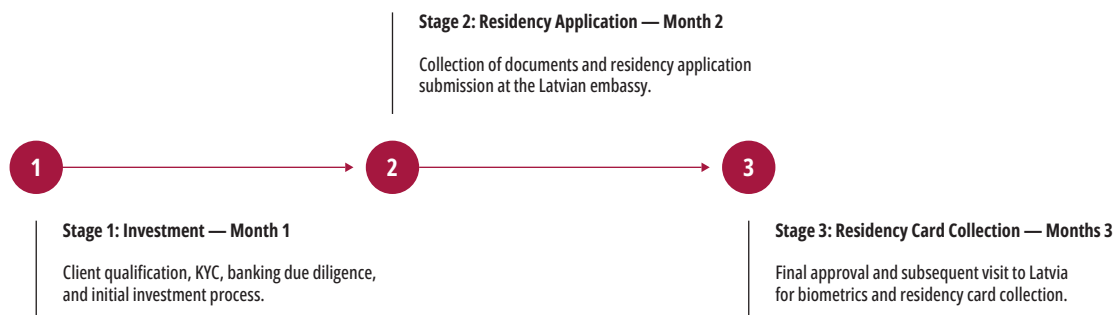 Stage 2: Residency Application — Month 2
Collection of documents and residency application
submission at the Latvian embassy.
1
2
3
Stage 1: Investment — Month 1
Client qualification, KYC, banking due diligence,
and initial investment process.
Stage 3: Residency Card Collection — Months 3
Final approval and subsequent visit to Latvia
for biometrics and residency card collection.